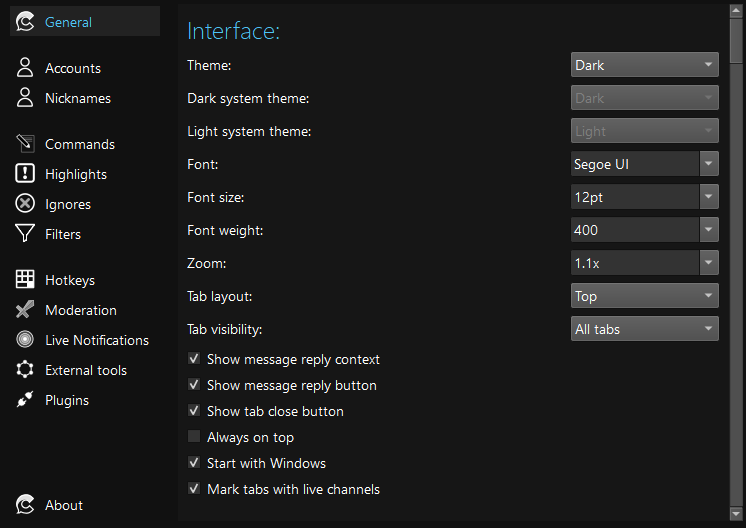 General
Accounts
Nicknames
Commands
Highlights
Ignores
Filters
Hotkeys
Moderation
Live Notifications
External tools
Plugins
About
Interface:
Theme: Dark
Dark system theme: Dark
Light system theme: Light
Font: Segoe UI
Font size: 12pt
Font weight: 400
Zoom: 1.1x
Tab layout: Top
Tab visibility: All tabs
Show message reply context
Show message reply button
Show tab close button
Always on top
Start with Windows
Mark tabs with live channels